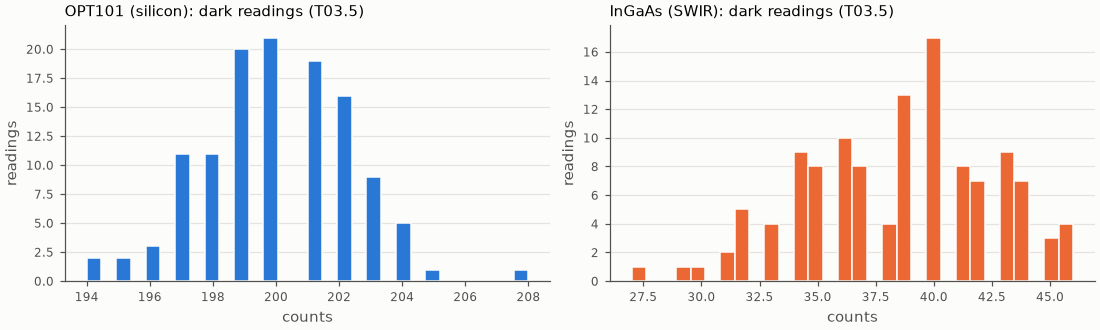 OPT101 (silicon): dark readings (T03.5)
20.0
17.5
15.0
12.5
10.0
7.5
5.0
2.5
0.0
readings
194 196 198 200 202 204 206 208
counts
InGaAs (SWIR): dark readings (T03.5)
16
14
12
10
8
6
4
2
0
readings
27.5 30.0 32.5 35.0 37.5 40.0 42.5 45.0
counts